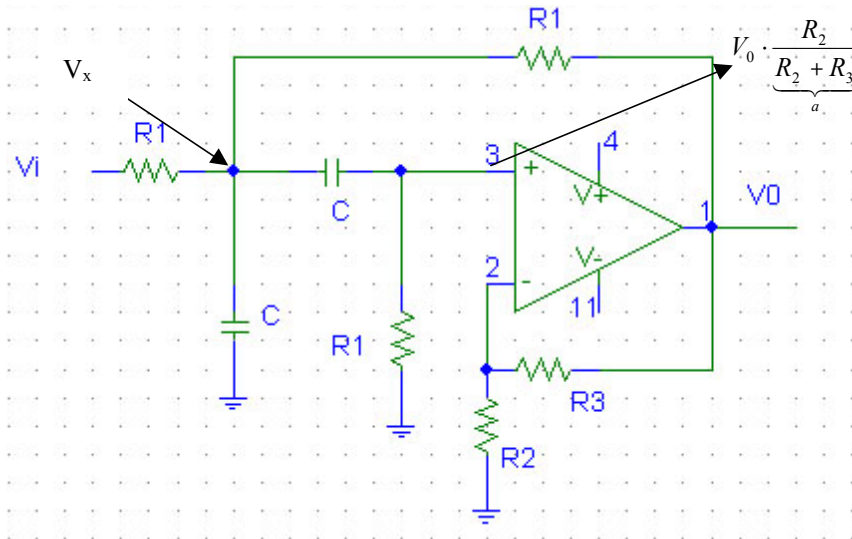 R1
V₀ · R₂ / (R₂ + R₃)
a
Vₓ
R1
Vi
3
+
4
V+
C
1
V0
2
-
V-
11
C
R1
R3
R2